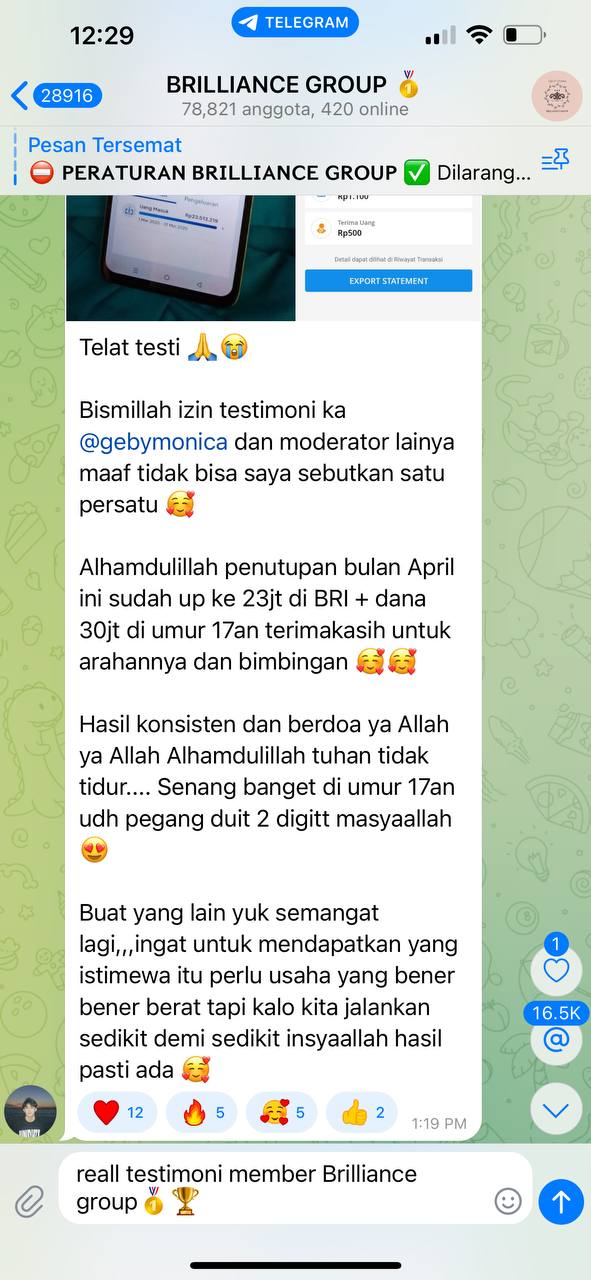 12:29
TELEGRAM
28916
BRILLIANCE GROUP 🏅
78,821 anggota, 420 online
Pesan Tersemat
⛔ PERATURAN BRILLIANCE GROUP ✅ Dilarang...
Pengeluaran
Uang Masuk
Rp23.513.219
Rp1.100
Terima Uang
Rp500
Detail dapat dilihat di Riwayat Transaksi
EXPORT STATEMENT
Telat testi 🙏😭
Bismillah izin testimoni ka
@gebymonica dan moderator lainya
maaf tidak bisa saya sebutkan satu
persatu 🥰
Alhamdulillah penutupan bulan April
ini sudah up ke 23jt di BRI + dana
30jt di umur 17an terimakasih untuk
arahannya dan bimbingan 🥰🥰
Hasil konsisten dan berdoa ya Allah
ya Allah Alhamdulillah tuhan tidak
tidur.... Senang banget di umur 17an
udh pegang duit 2 digitt masyaallah
😍
Buat yang lain yuk semangat
lagi,,,ingat untuk mendapatkan yang
istimewa itu perlu usaha yang bener
bener berat tapi kalo kita jalankan
sedikit demi sedikit insyaallah hasil
pasti ada 🥰
❤️ 12 🔥 5 🥰 5 👍 2
1:19 PM
1
16.5K
reall testimoni member Brilliance
group 🏅🏆